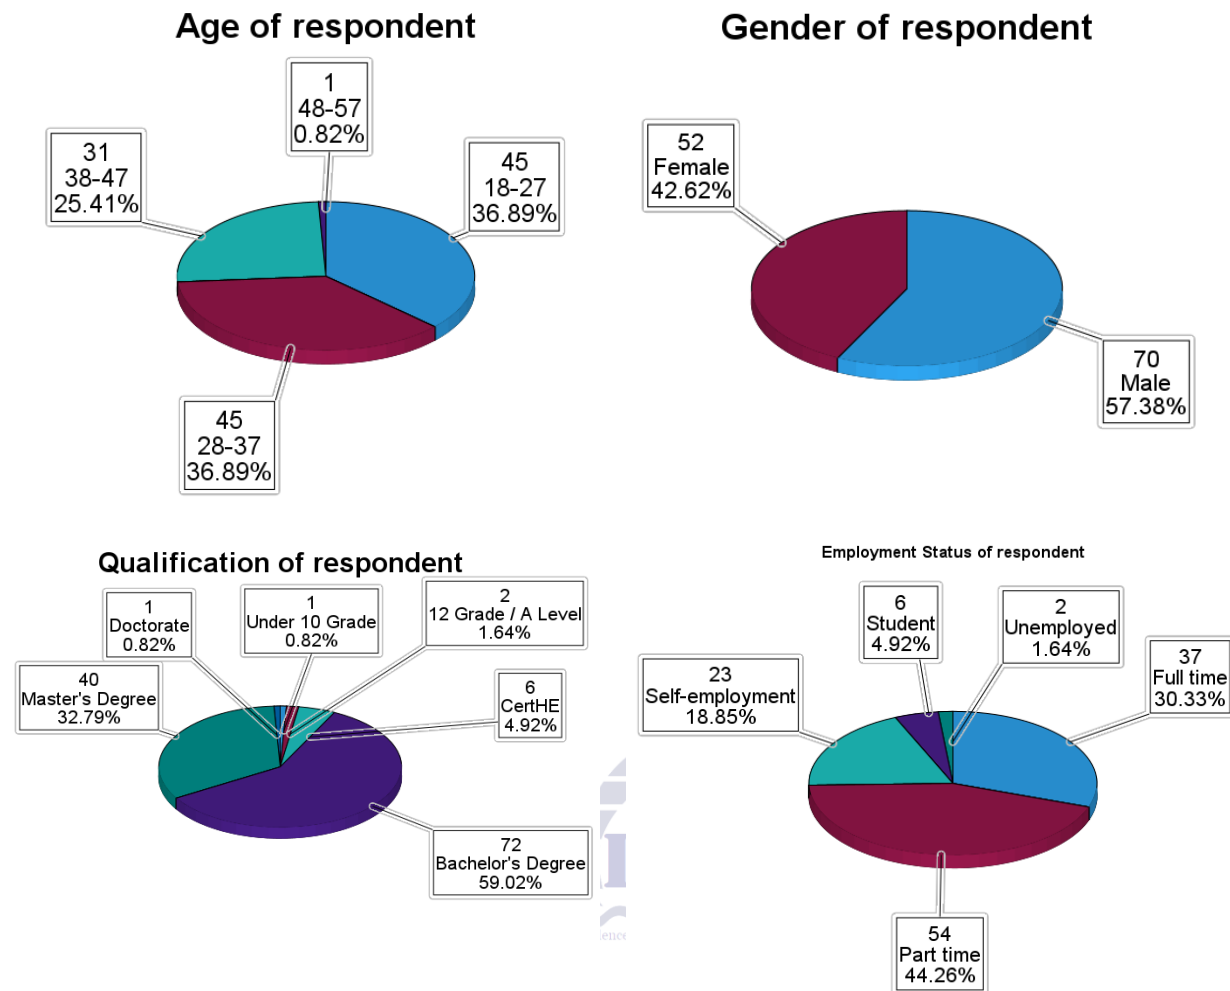 Age of respondent
1
48-57
0.82%
31
38-47
25.41%
45
18-27
36.89%
45
28-37
36.89%
Gender of respondent
52
Female
42.62%
70
Male
57.38%
Qualification of respondent
1
Doctorate
0.82%
1
Under 10 Grade
0.82%
2
12 Grade / A Level
1.64%
40
Master's Degree
32.79%
6
CertHE
4.92%
72
Bachelor's Degree
59.02%
Employment Status of respondent
6
Student
4.92%
2
Unemployed
1.64%
37
Full time
30.33%
23
Self-employment
18.85%
54
Part time
44.26%